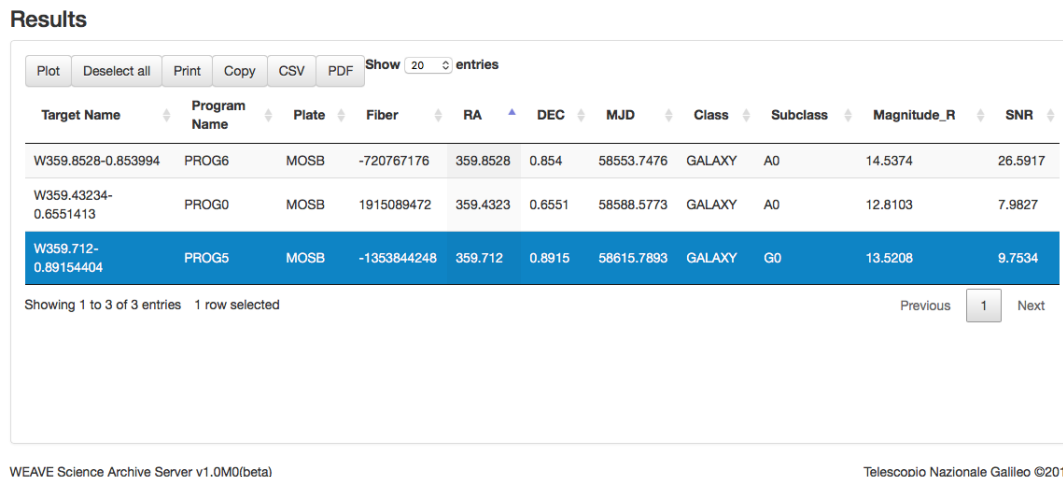 Results
Plot Deselect all Print Copy CSV PDF Show 20 entries
Target Name Program Name Plate Fiber RA DEC MJD Class Subclass Magnitude_R SNR
W359.8528-0.853994 PROG6 MOSB -720767176 359.8528 0.854 58553.7476 GALAXY A0 14.5374 26.5917
W359.43234-0.6551413 PROG0 MOSB 1915089472 359.4323 0.6551 58588.5773 GALAXY A0 12.8103 7.9827
W359.712-0.89154404 PROG5 MOSB -1353844248 359.712 0.8915 58615.7893 GALAXY G0 13.5208 9.7534
Showing 1 to 3 of 3 entries 1 row selected Previous 1 Next
WEAVE Science Archive Server v1.0M0(beta) Telescopio Nazionale Galileo ©201